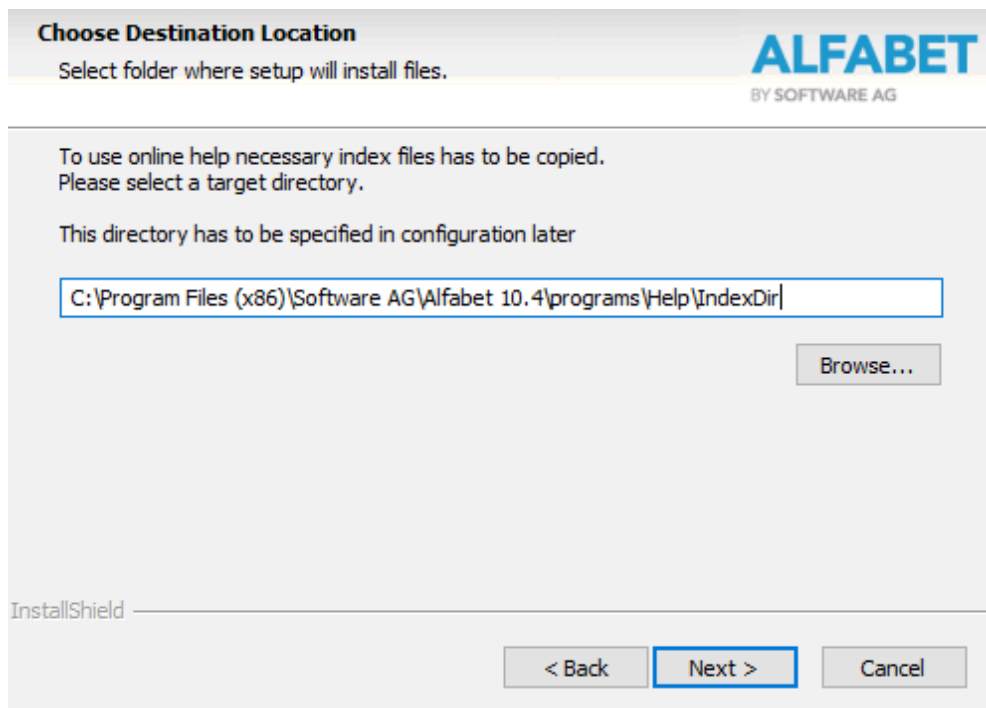 Choose Destination Location
Select folder where setup will install files.
ALFABET
BY SOFTWARE AG
To use online help necessary index files has to be copied.
Please select a target directory.
This directory has to be specified in configuration later
C:\Program Files (x86)\Software AG\Alfabet 10.4\programs\Help\IndexDir
Browse...
InstallShield
< Back
Next >
Cancel